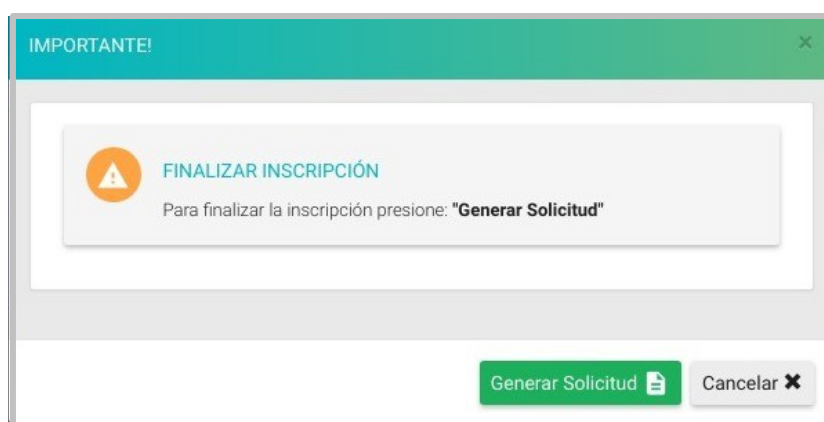 IMPORTANTE!
FINALIZAR INSCRIPCIÓN
Para finalizar la inscripción presione: "Generar Solicitud"
Generar Solicitud
Cancelar